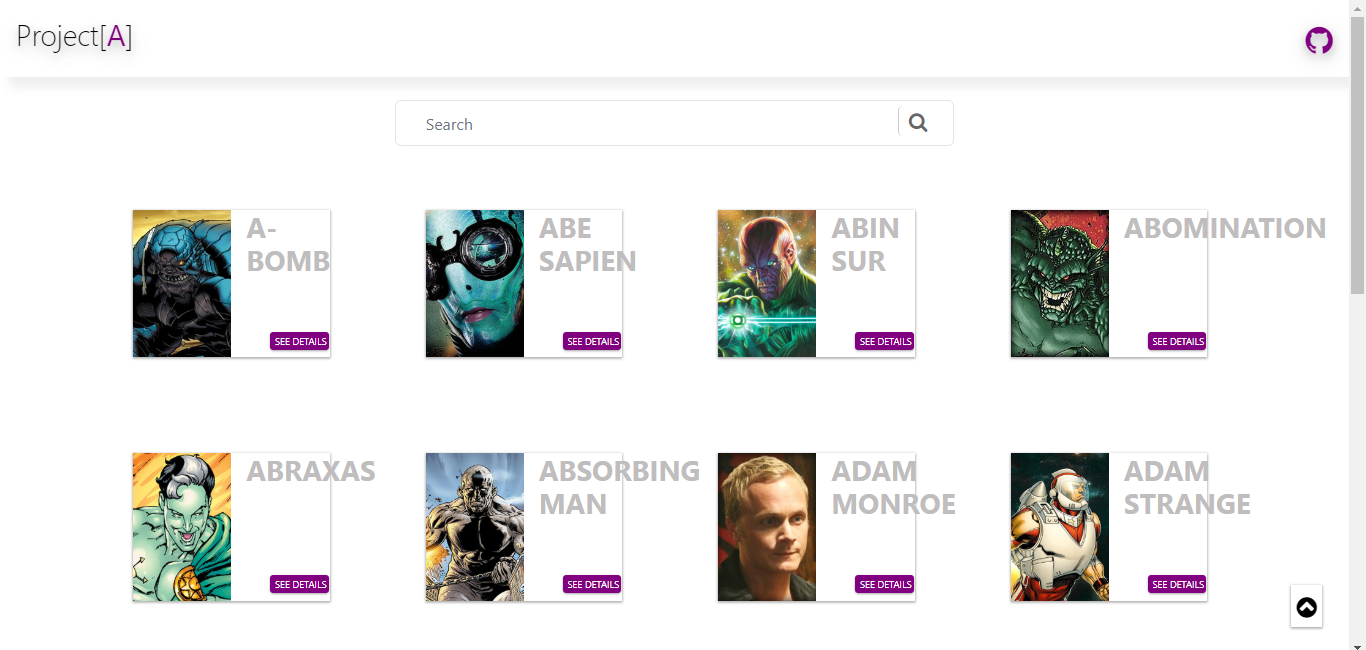 Project[A]
Search
A-
BOMB
SEE DETAILS
ABE
SAPIEN
SEE DETAILS
ABIN
SUR
SEE DETAILS
ABOMINATION
SEE DETAILS
ABRAXAS
SEE DETAILS
ABSORBING
MAN
SEE DETAILS
ADAM
MONROE
SEE DETAILS
ADAM
STRANGE
SEE DETAILS